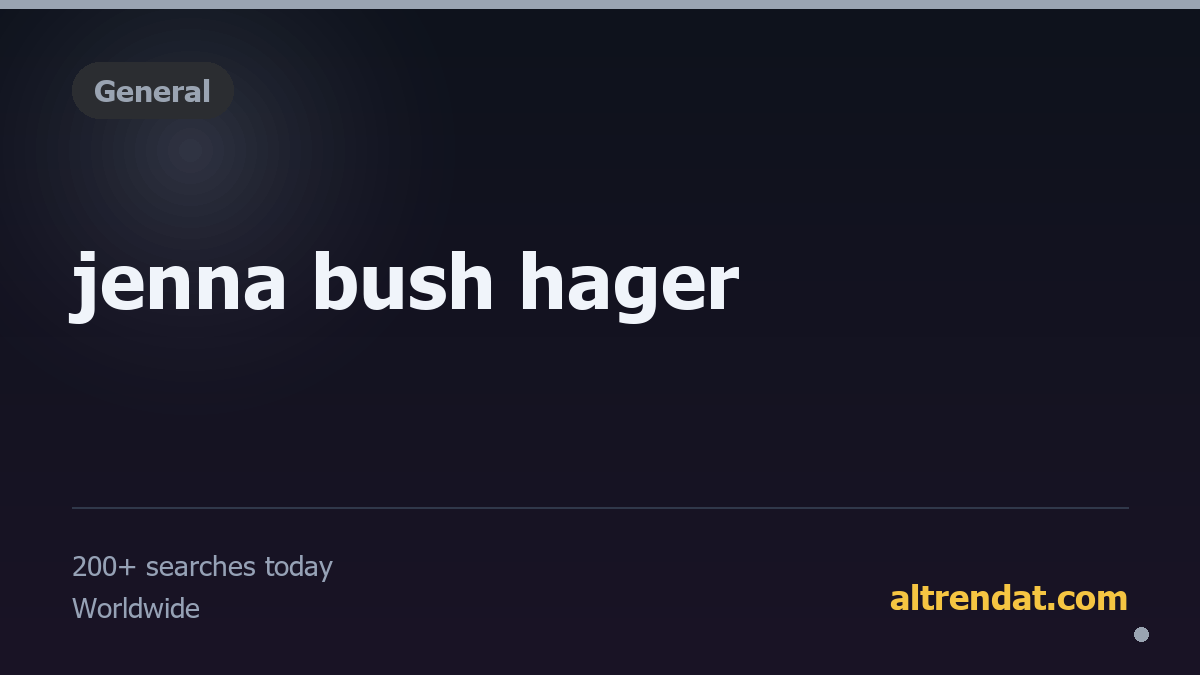 General
jenna bush hager
200+ searches today
Worldwide
altrendat.com